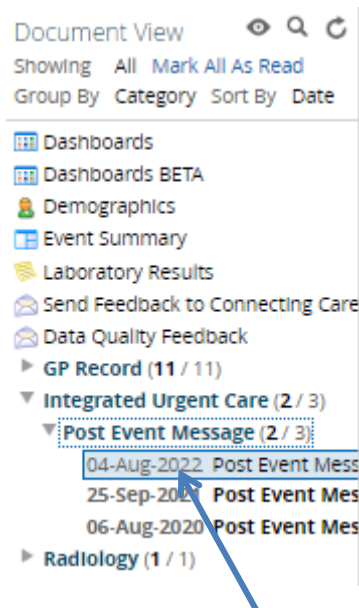 Document View
Showing All Mark All As Read
Group By Category Sort By Date
Dashboards
Dashboards BETA
Demographics
Event Summary
Laboratory Results
Send Feedback to Connecting Care
Data Quality Feedback
GP Record (11 / 11)
Integrated Urgent Care (2 / 3)
Post Event Message (2 / 3)
04-Aug-2022 Post Event Mess
25-Sep-2021 Post Event Mes
06-Aug-2020 Post Event Mes
Radiology (1 / 1)